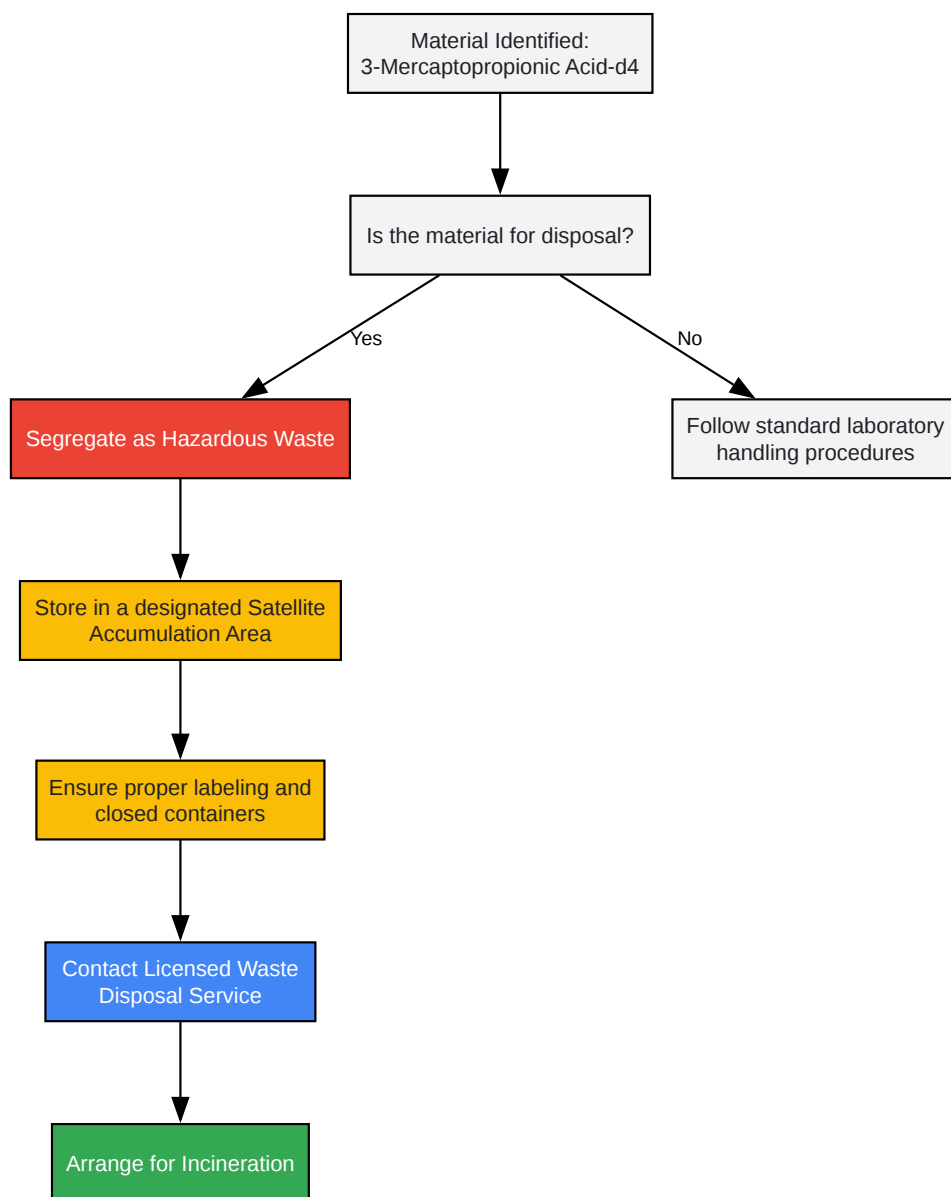 Material Identified:
3-Mercaptopropionic Acid-d4
Is the material for disposal?
Yes
No
Segregate as Hazardous Waste
Follow standard laboratory
handling procedures
Store in a designated Satellite
Accumulation Area
Ensure proper labeling and
closed containers
Contact Licensed Waste
Disposal Service
Arrange for Incineration